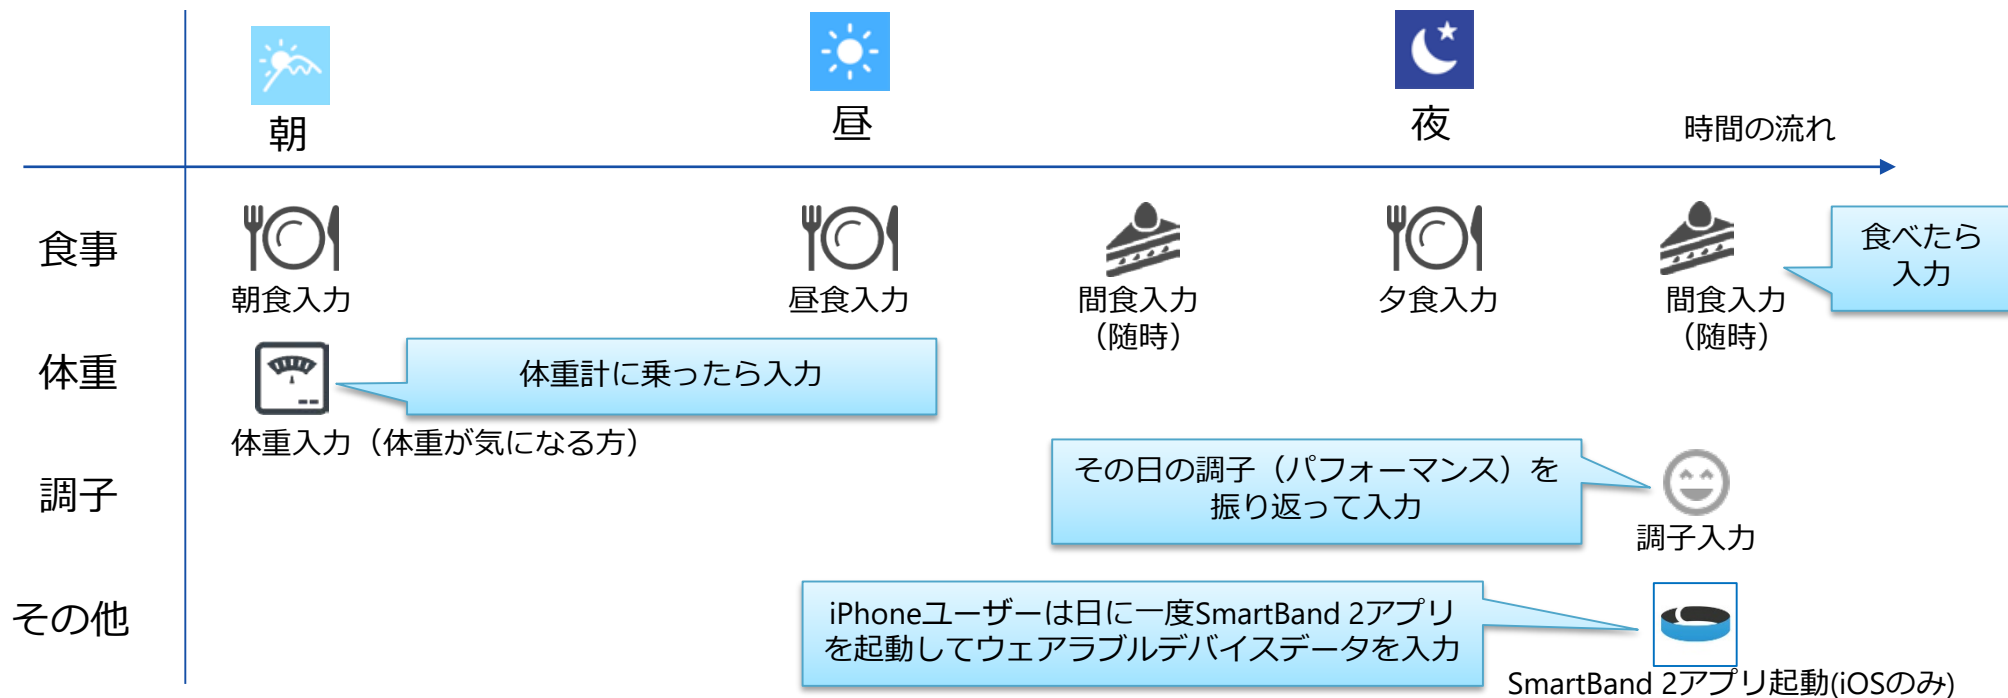 朝
昼
夜
時間の流れ
食事
朝食入力
昼食入力
間食入力
（随時）
夕食入力
間食入力
（随時）
食べたら
入力
体重
体重計に乗ったら入力
体重入力（体重が気になる方）
調子
その日の調子（パフォーマンス）を
振り返って入力
調子入力
その他
iPhoneユーザーは日に一度SmartBand 2アプリ
を起動してウェアラブルデバイスデータを入力
SmartBand 2アプリ起動(iOSのみ)